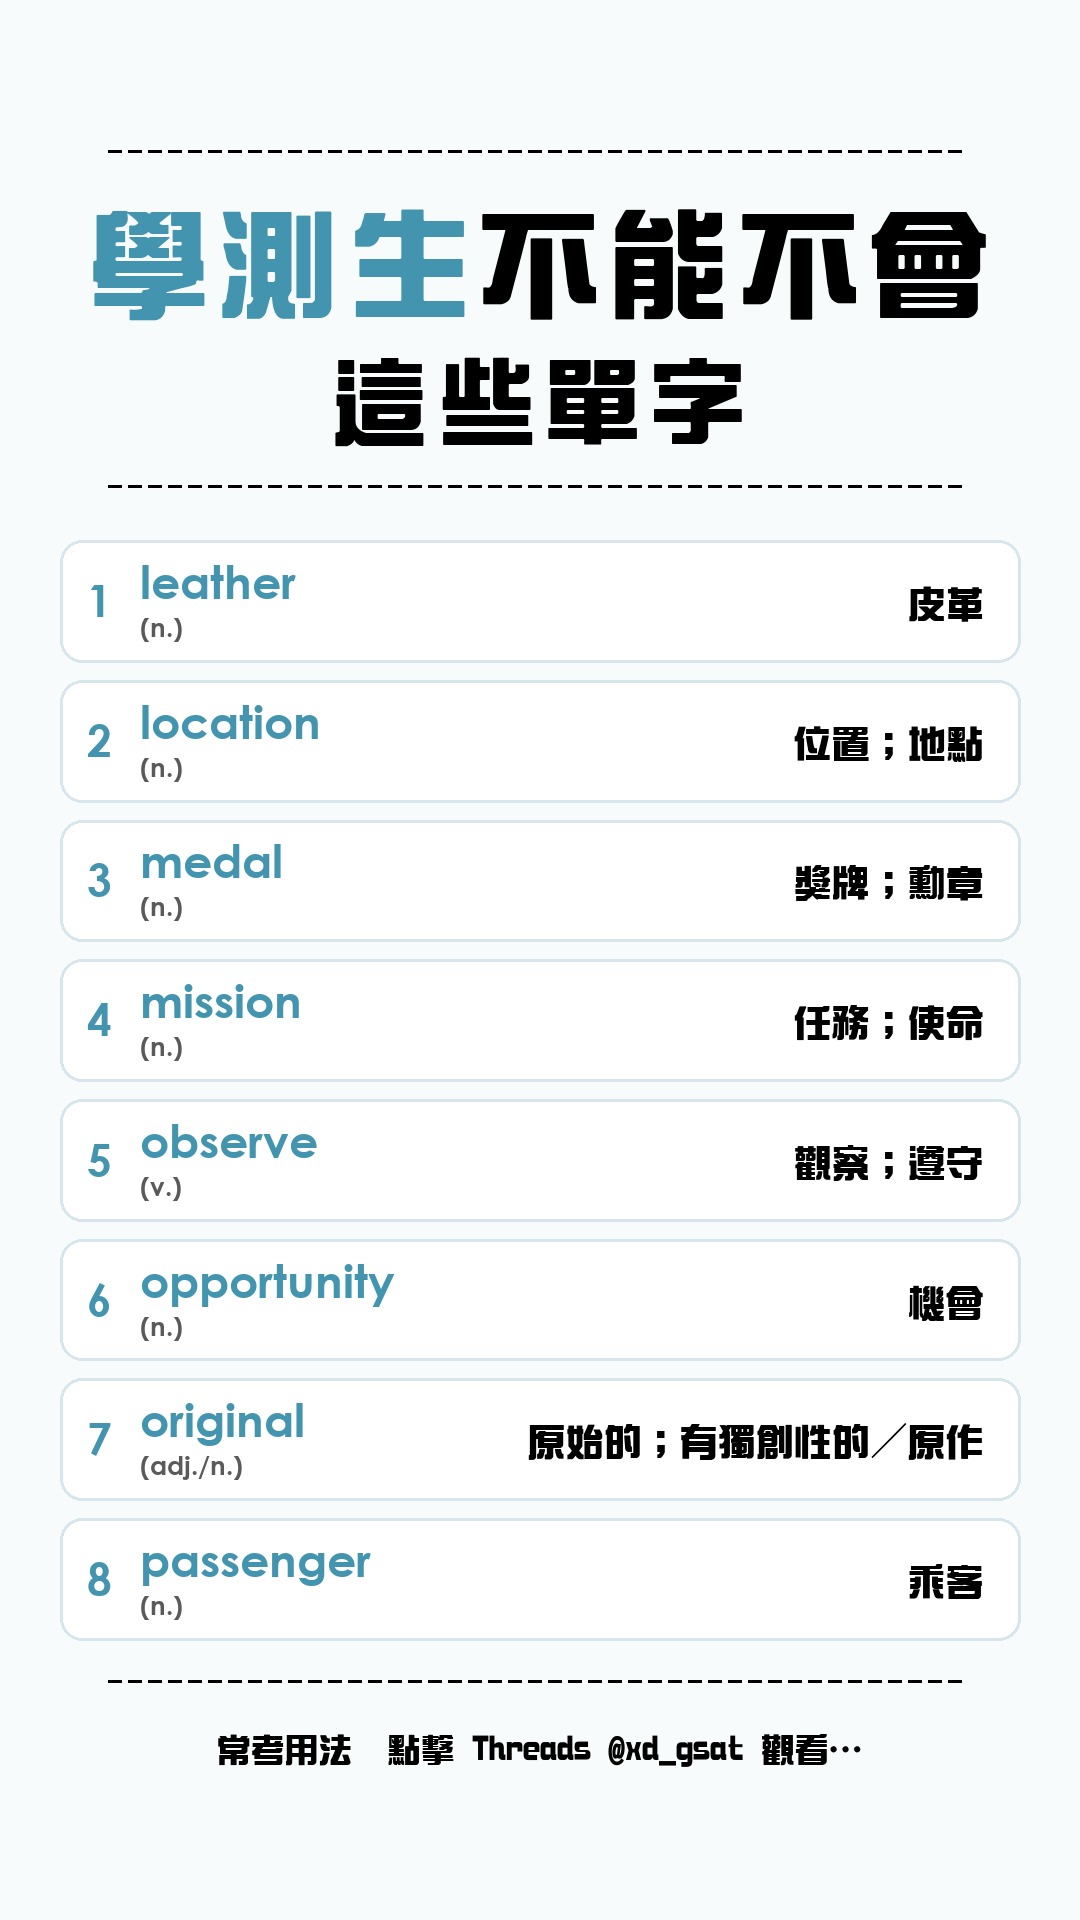 學測生不能不會
這些單字
1 leather 皮革
(n.)
2 location 位置；地點
(n.)
3 medal 獎牌；勳章
(n.)
4 mission 任務；使命
(n.)
5 observe 觀察；遵守
(v.)
6 opportunity 機會
(n.)
7 original 原始的；有獨創性的／原作
(adj./n.)
8 passenger 乘客
(n.)
常考用法　點擊 Threads @xd_gsat 觀看…